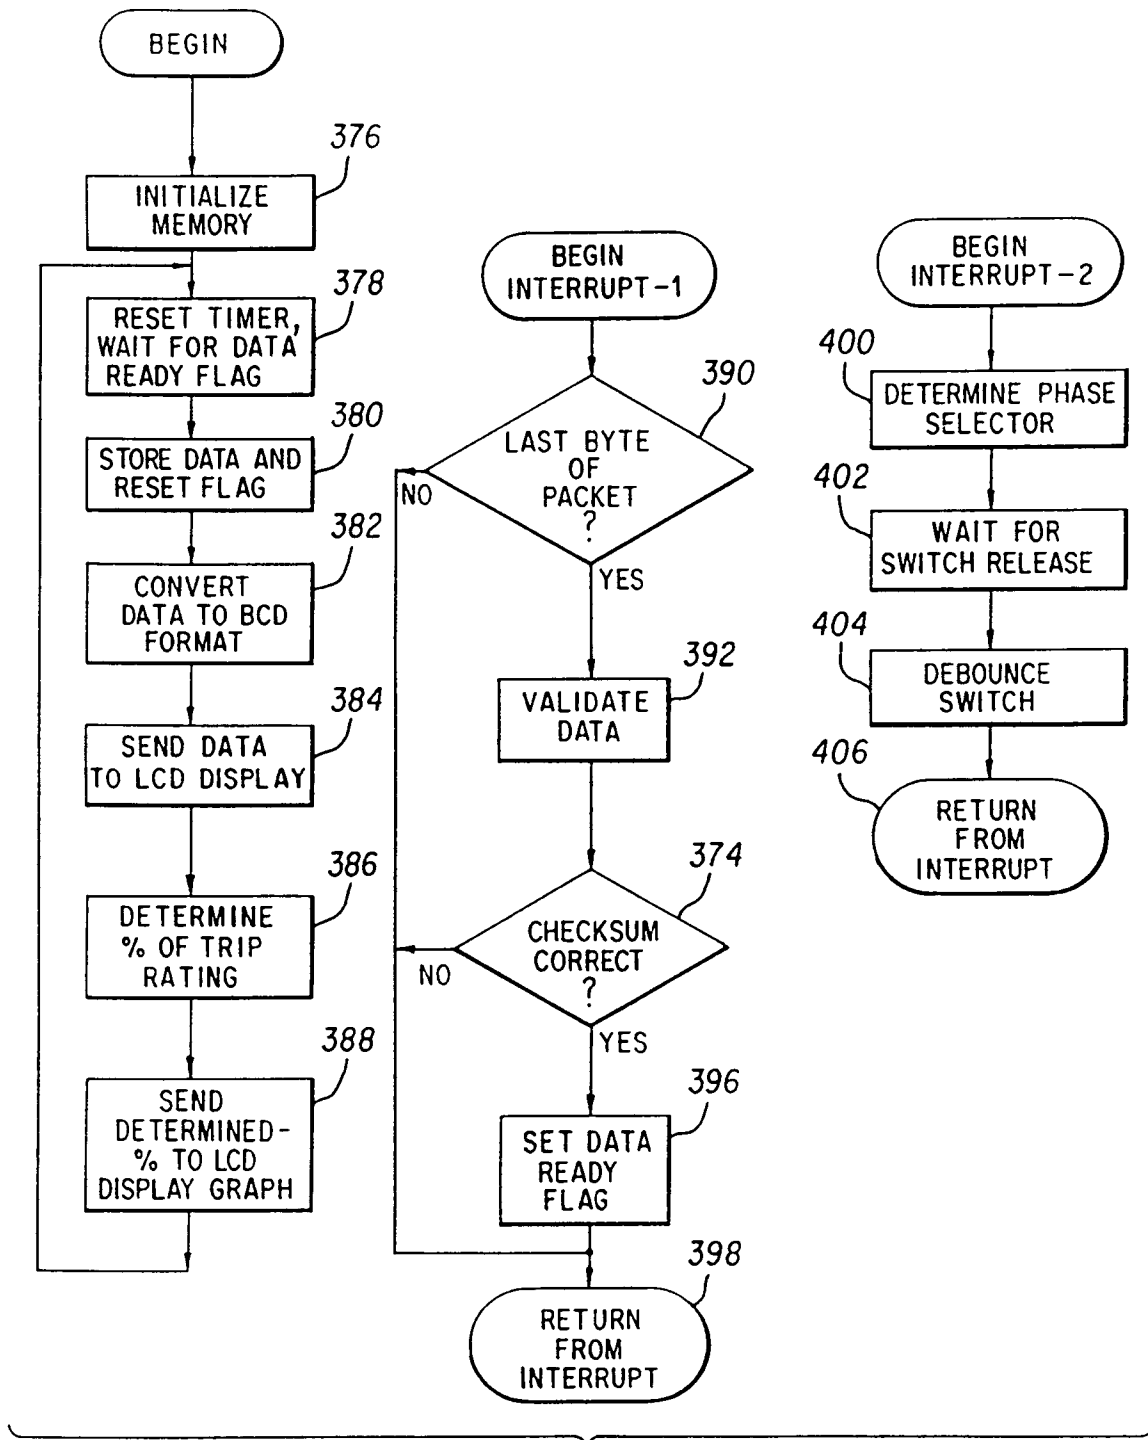 BEGIN
376
INITIALIZE
MEMORY
378
RESET TIMER,
WAIT FOR DATA
READY FLAG
380
STORE DATA AND
RESET FLAG
382
CONVERT
DATA TO BCD
FORMAT
384
SEND DATA
TO LCD DISPLAY
386
DETERMINE
% OF TRIP
RATING
388
SEND
DETERMINED-
% TO LCD
DISPLAY GRAPH
BEGIN
INTERRUPT-1
390
LAST BYTE
OF
PACKET
?
NO
YES
392
VALIDATE
DATA
374
CHECKSUM
CORRECT
?
NO
YES
396
SET DATA
READY
FLAG
398
RETURN
FROM
INTERRUPT
BEGIN
INTERRUPT-2
400
DETERMINE PHASE
SELECTOR
402
WAIT FOR
SWITCH RELEASE
404
DEBOUNCE
SWITCH
406
RETURN
FROM
INTERRUPT